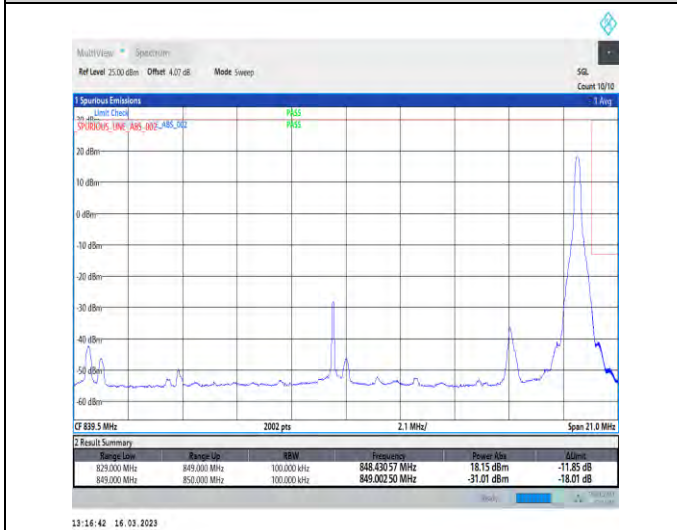 MultiView Spectrum
Ref Level 25.00 dBm Offset 4.07 dB Mode Sweep SGL
Count 10/10
1 Spurious Emissions 1 Avg
Limit Check PASS
SPURIOUS_LINE_ABS_002 PASS
20 dBm
10 dBm
0 dBm
-10 dBm
-20 dBm
-30 dBm
-40 dBm
-50 dBm
-60 dBm
CF 839.5 MHz 2002 pts 2.1 MHz/ Span 21.0 MHz
2 Result Summary
Range Low Range Up RBW Frequency Power Abs ΔLimit
829.000 MHz 849.000 MHz 100.000 kHz 848.43057 MHz 18.15 dBm -11.85 dB
849.000 MHz 850.000 MHz 100.000 kHz 849.00250 MHz -31.01 dBm -18.01 dB
Ready
13:16:42 16.03.2023